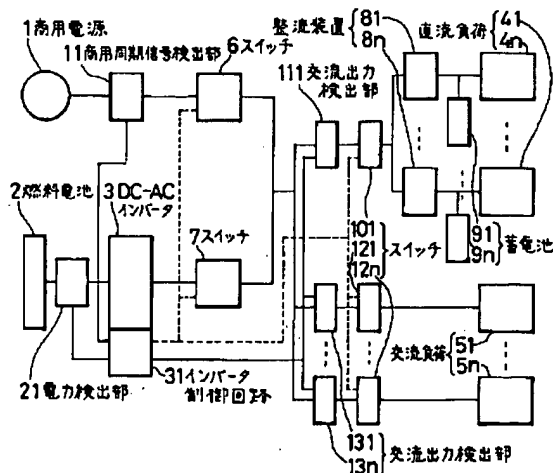 1商用電源
11商用周期信号検出部
6スイッチ
整流装置{81
8n
直流負荷{41
4n
111交流出力
検出部
2燃料電池
3 DC-AC
インバータ
7スイッチ
101
121
12n}スイッチ
91
9n}蓄電池
21電力検出部
31インバータ
制御回路
交流負荷{51
5n
131
13n}交流出力検出部